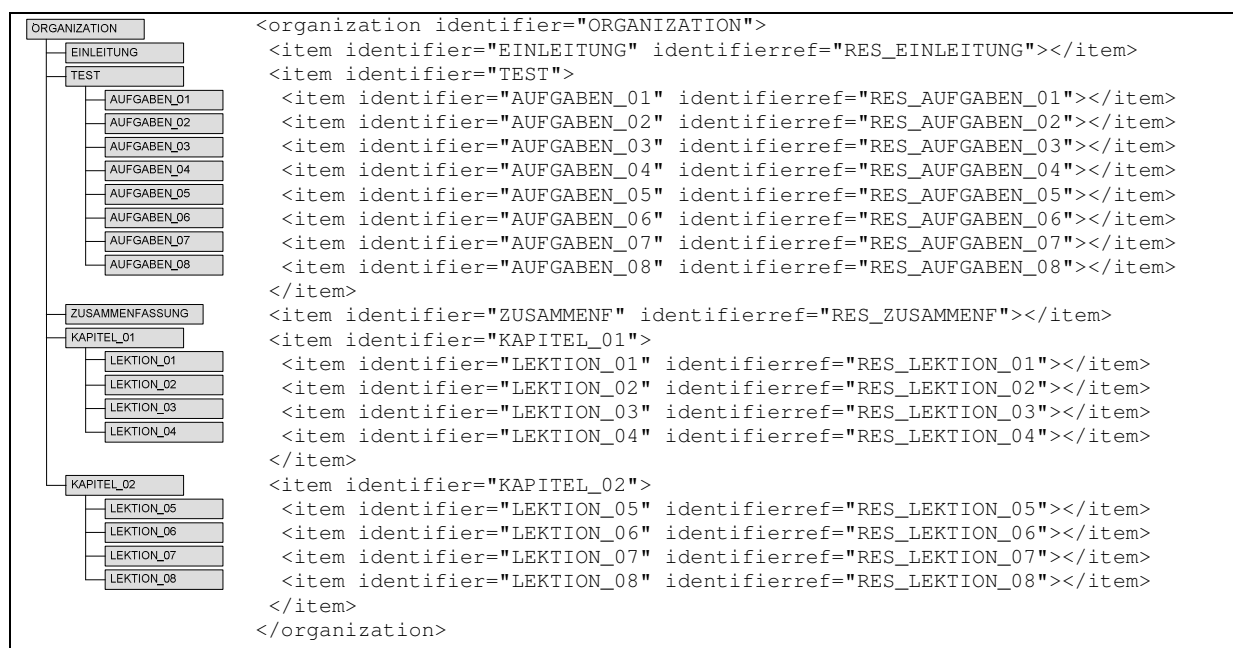 ORGANIZATION <organization identifier="ORGANIZATION">
EINLEITUNG <item identifier="EINLEITUNG" identifierref="RES_EINLEITUNG"></item>
TEST <item identifier="TEST">
AUFGABEN_01 <item identifier="AUFGABEN_01" identifierref="RES_AUFGABEN_01"></item>
AUFGABEN_02 <item identifier="AUFGABEN_02" identifierref="RES_AUFGABEN_02"></item>
AUFGABEN_03 <item identifier="AUFGABEN_03" identifierref="RES_AUFGABEN_03"></item>
AUFGABEN_04 <item identifier="AUFGABEN_04" identifierref="RES_AUFGABEN_04"></item>
AUFGABEN_05 <item identifier="AUFGABEN_05" identifierref="RES_AUFGABEN_05"></item>
AUFGABEN_06 <item identifier="AUFGABEN_06" identifierref="RES_AUFGABEN_06"></item>
AUFGABEN_07 <item identifier="AUFGABEN_07" identifierref="RES_AUFGABEN_07"></item>
AUFGABEN_08 <item identifier="AUFGABEN_08" identifierref="RES_AUFGABEN_08"></item>
</item>
ZUSAMMENFASSUNG <item identifier="ZUSAMMENF" identifierref="RES_ZUSAMMENF"></item>
KAPITEL_01 <item identifier="KAPITEL_01">
LEKTION_01 <item identifier="LEKTION_01" identifierref="RES_LEKTION_01"></item>
LEKTION_02 <item identifier="LEKTION_02" identifierref="RES_LEKTION_02"></item>
LEKTION_03 <item identifier="LEKTION_03" identifierref="RES_LEKTION_03"></item>
LEKTION_04 <item identifier="LEKTION_04" identifierref="RES_LEKTION_04"></item>
</item>
KAPITEL_02 <item identifier="KAPITEL_02">
LEKTION_05 <item identifier="LEKTION_05" identifierref="RES_LEKTION_05"></item>
LEKTION_06 <item identifier="LEKTION_06" identifierref="RES_LEKTION_06"></item>
LEKTION_07 <item identifier="LEKTION_07" identifierref="RES_LEKTION_07"></item>
LEKTION_08 <item identifier="LEKTION_08" identifierref="RES_LEKTION_08"></item>
</item>
</organization>